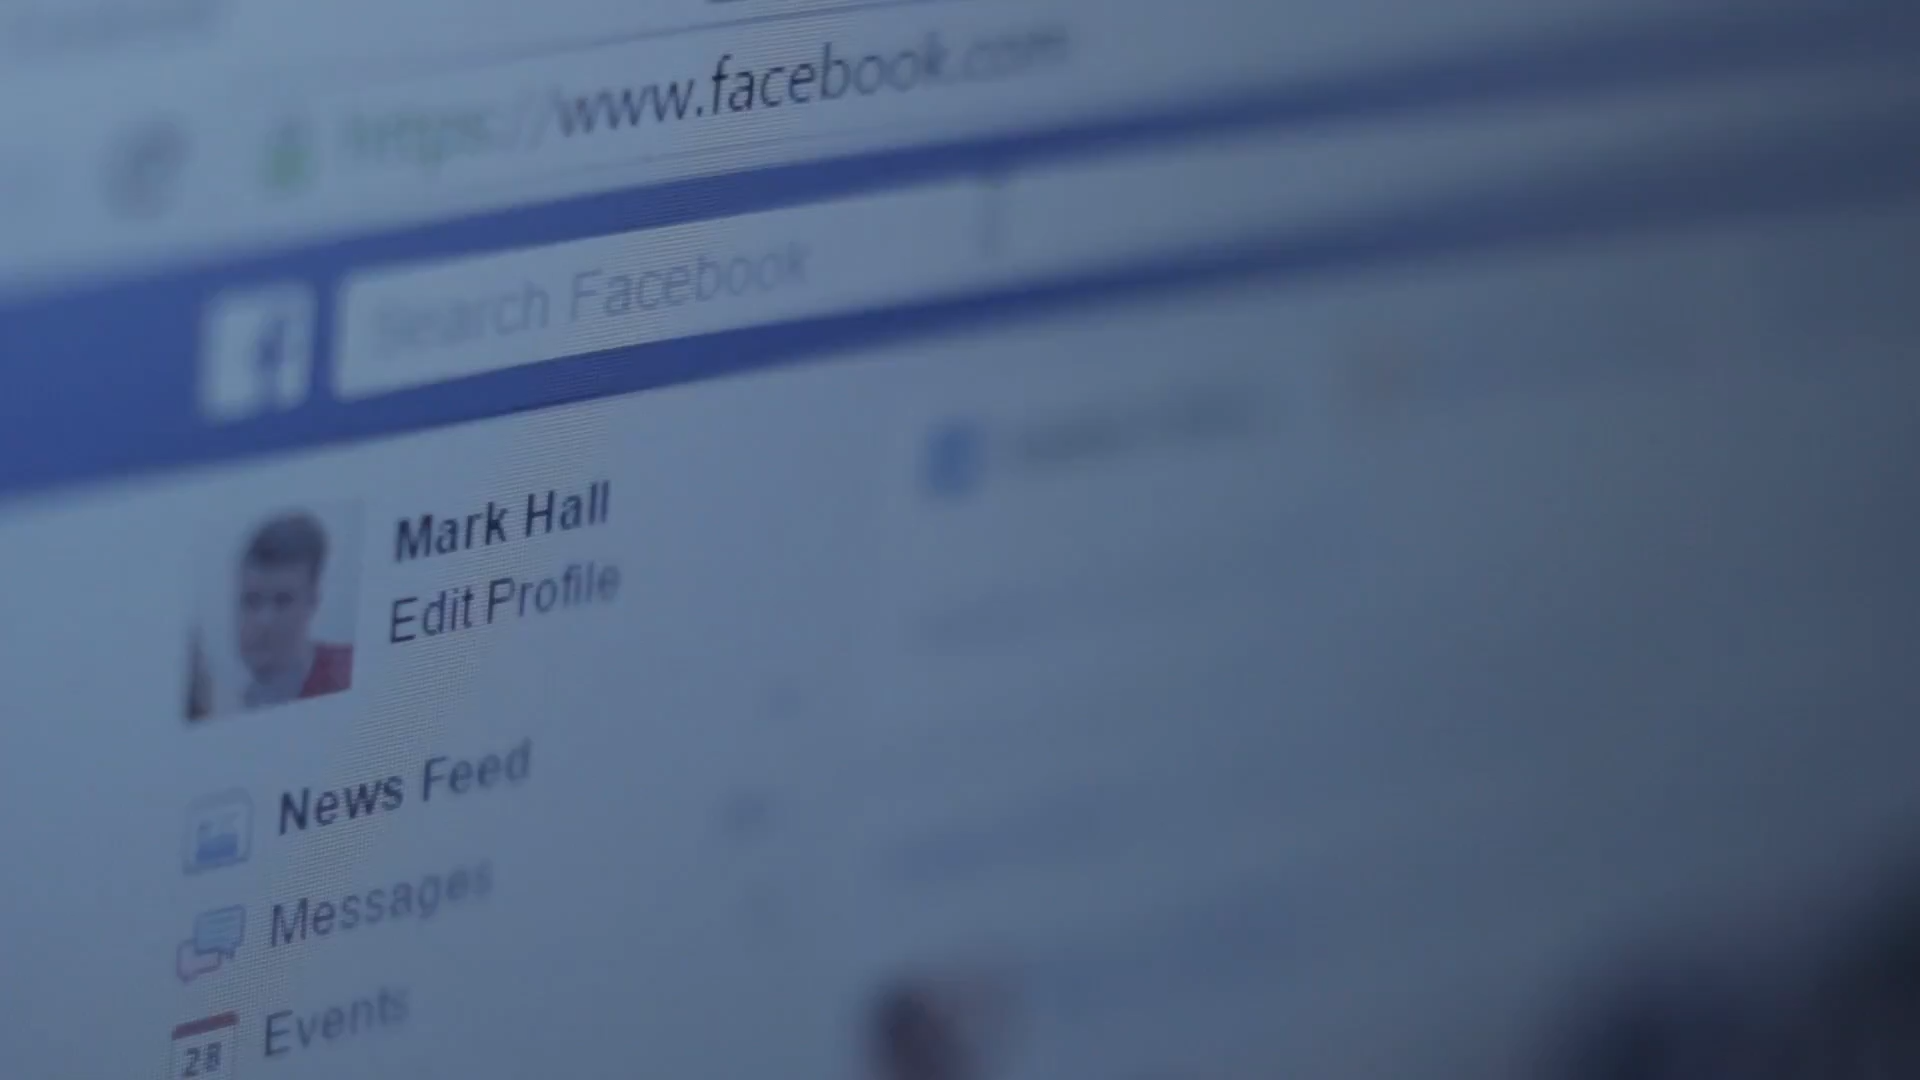 https://www.facebook.com
Search Facebook
Mark Hall
Edit Profile
News Feed
Messages
28
Events